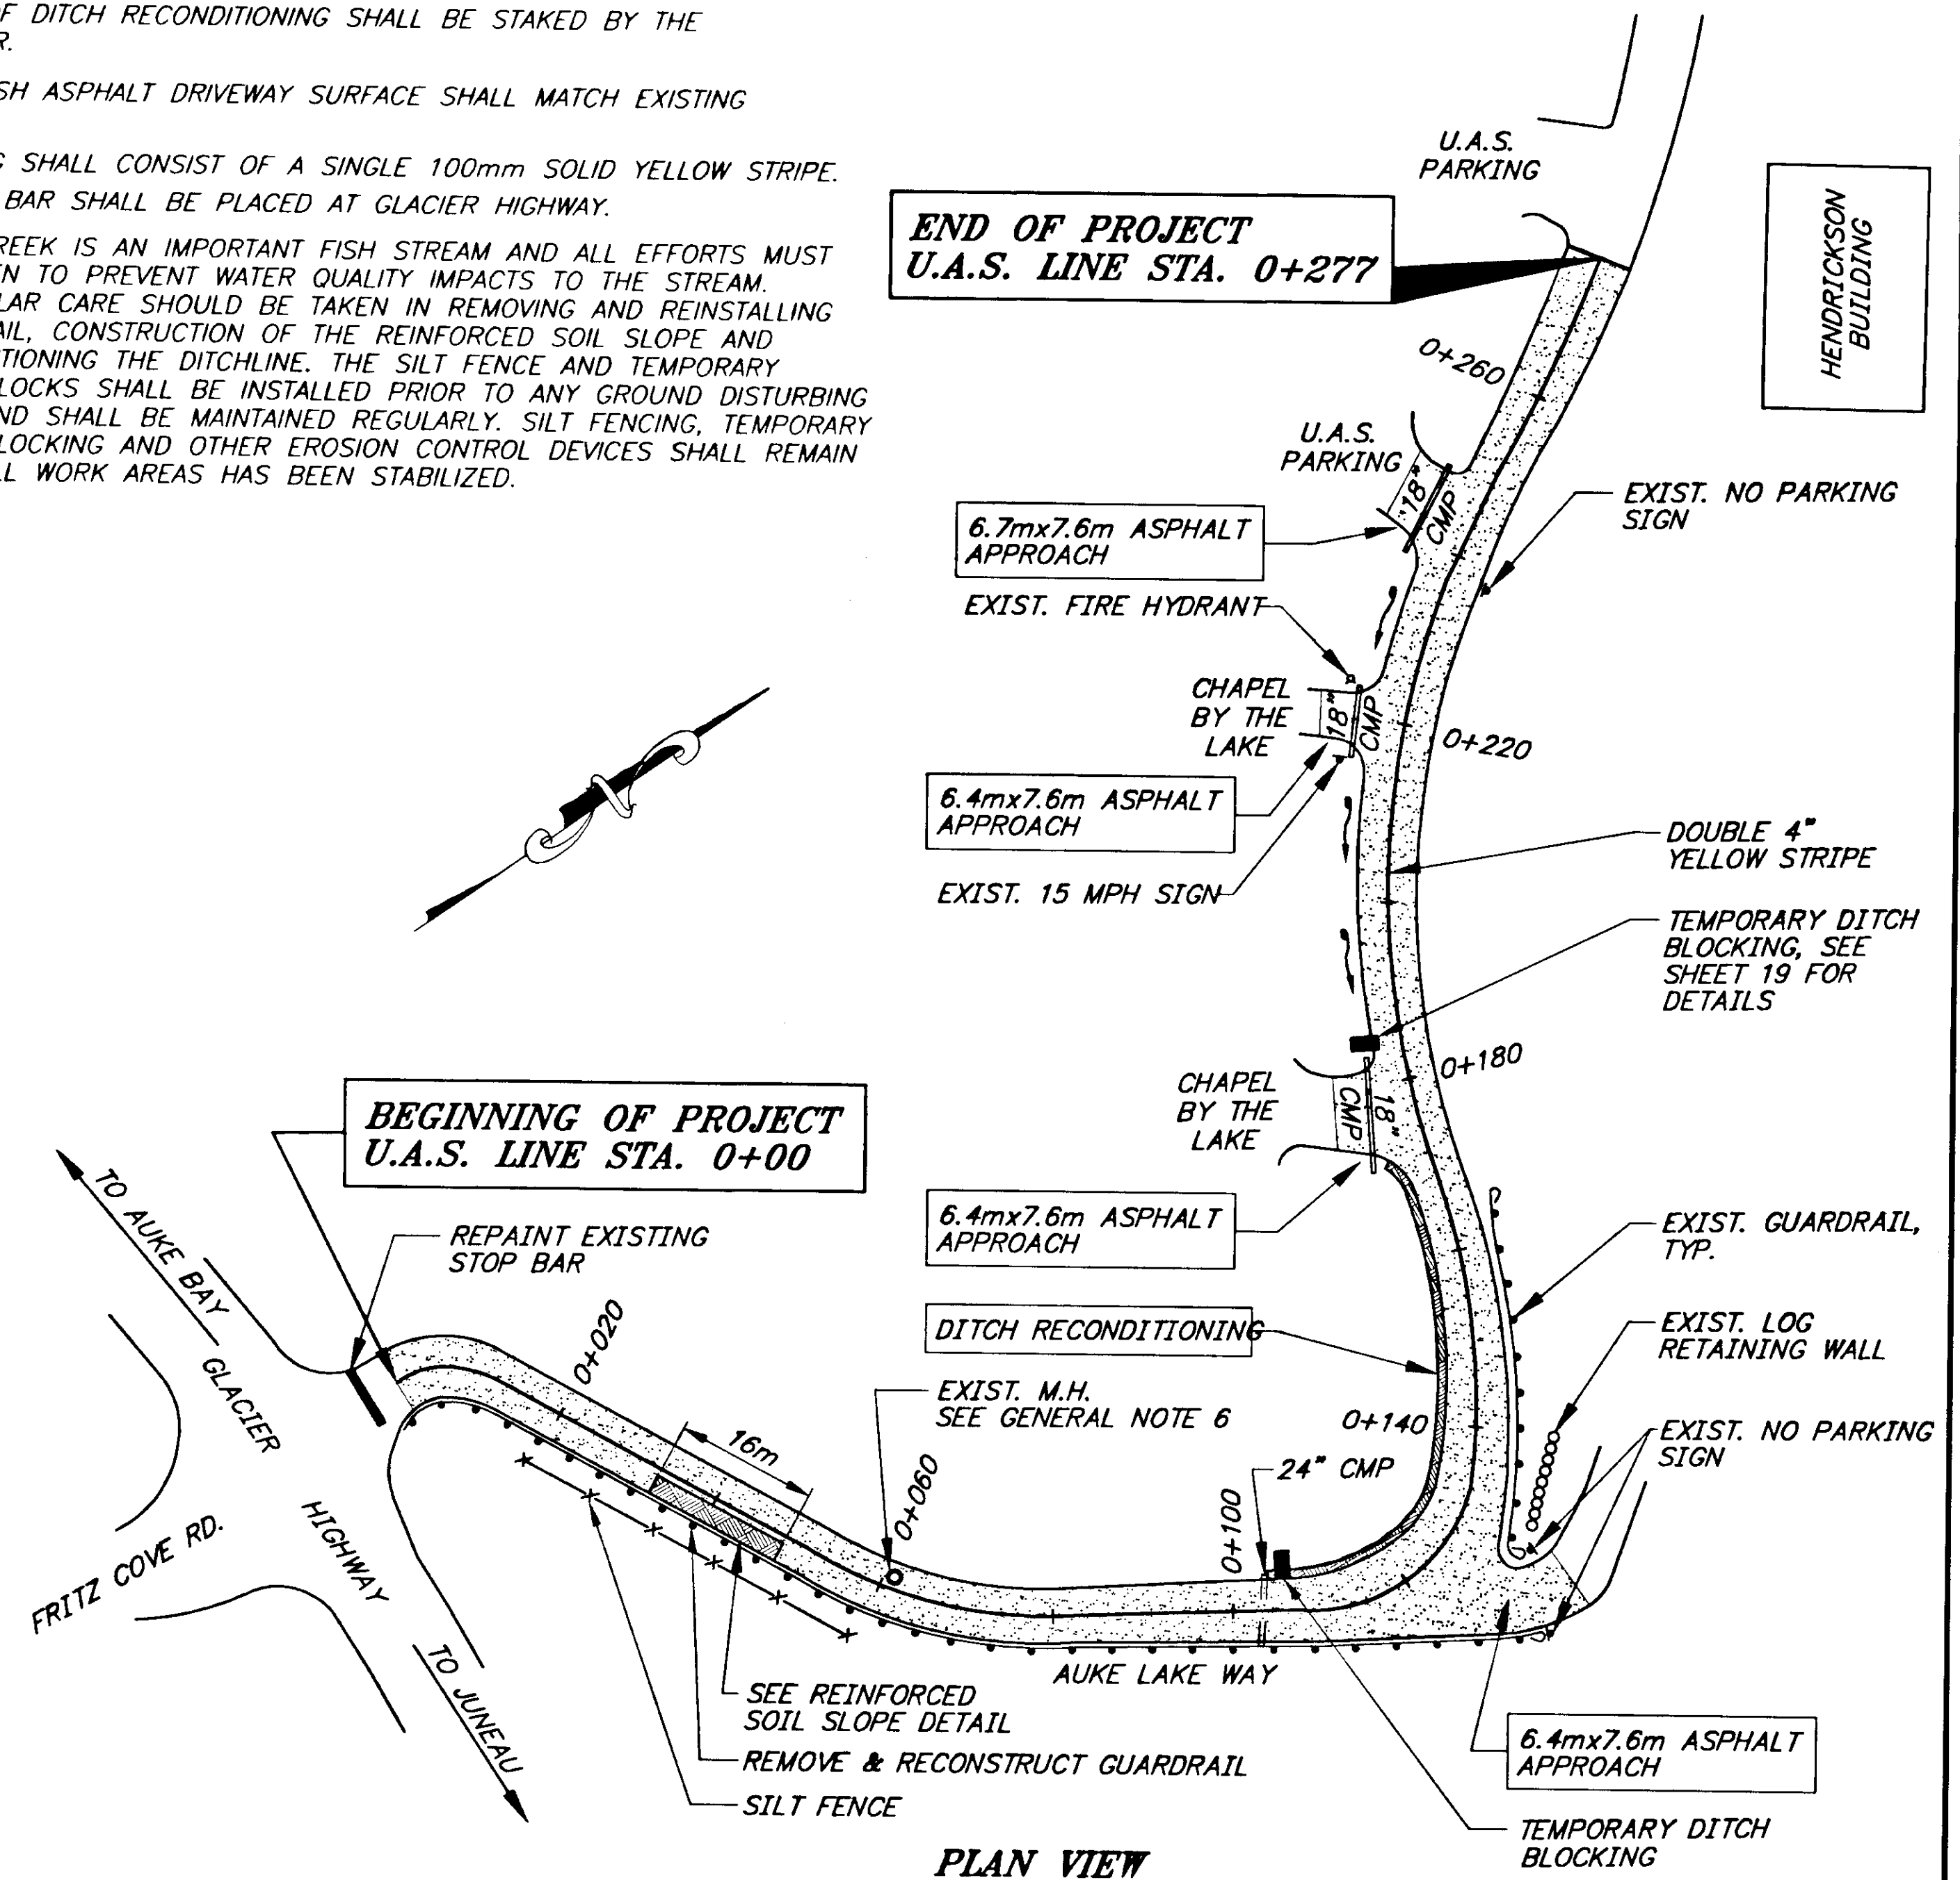 OF DITCH RECONDITIONING SHALL BE STAKED BY THE
R.
SH ASPHALT DRIVEWAY SURFACE SHALL MATCH EXISTING
G SHALL CONSIST OF A SINGLE 100mm SOLID YELLOW STRIPE.
BAR SHALL BE PLACED AT GLACIER HIGHWAY.
REEK IS AN IMPORTANT FISH STREAM AND ALL EFFORTS MUST
EN TO PREVENT WATER QUALITY IMPACTS TO THE STREAM.
LAR CARE SHOULD BE TAKEN IN REMOVING AND REINSTALLING
AIL, CONSTRUCTION OF THE REINFORCED SOIL SLOPE AND
TIONING THE DITCHLINE. THE SILT FENCE AND TEMPORARY
LOCKS SHALL BE INSTALLED PRIOR TO ANY GROUND DISTURBING
ND SHALL BE MAINTAINED REGULARLY. SILT FENCING, TEMPORARY
LOCKING AND OTHER EROSION CONTROL DEVICES SHALL REMAIN
LL WORK AREAS HAS BEEN STABILIZED.
U.A.S.
PARKING
HENDRICKSON
BUILDING
END OF PROJECT
U.A.S. LINE STA. 0+277
0+260
U.A.S.
PARKING
18"
CMP
EXIST. NO PARKING
SIGN
6.7mx7.6m ASPHALT
APPROACH
EXIST. FIRE HYDRANT
CHAPEL
BY THE
LAKE
18"
CMP
0+220
6.4mx7.6m ASPHALT
APPROACH
DOUBLE 4"
YELLOW STRIPE
EXIST. 15 MPH SIGN
TEMPORARY DITCH
BLOCKING, SEE
SHEET 19 FOR
DETAILS
N
0+180
CHAPEL
BY THE
LAKE
CMP
18"
BEGINNING OF PROJECT
U.A.S. LINE STA. 0+00
6.4mx7.6m ASPHALT
APPROACH
EXIST. GUARDRAIL,
TYP.
TO AUKE BAY
REPAINT EXISTING
STOP BAR
DITCH RECONDITIONING
EXIST. LOG
RETAINING WALL
0+020
GLACIER
HIGHWAY
EXIST. M.H.
SEE GENERAL NOTE 6
0+140
EXIST. NO PARKING
SIGN
16m
24" CMP
0+060
0+100
FRITZ COVE RD.
TO JUNEAU
AUKE LAKE WAY
SEE REINFORCED
SOIL SLOPE DETAIL
REMOVE & RECONSTRUCT GUARDRAIL
SILT FENCE
6.4mx7.6m ASPHALT
APPROACH
TEMPORARY DITCH
BLOCKING
PLAN VIEW